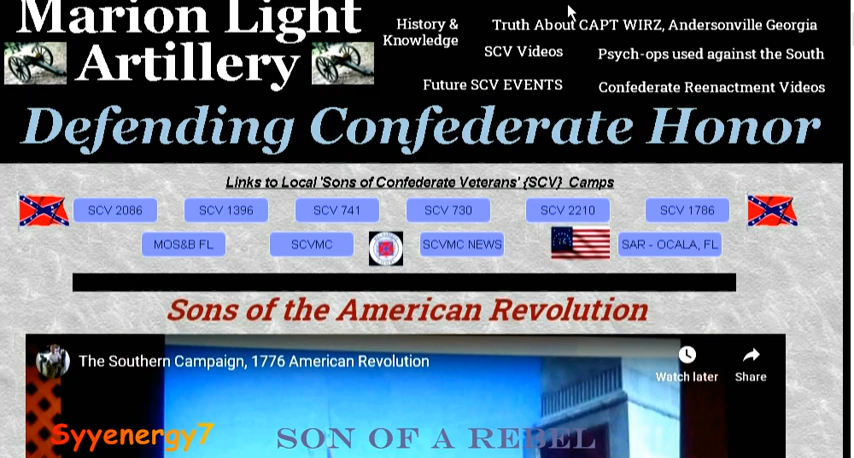 Marion Light
Artillery
History &
Knowledge
Truth About CAPT WIRZ, Andersonville Georgia
SCV Videos
Psych-ops used against the South
Future SCV EVENTS
Confederate Reenactment Videos
Defending Confederate Honor
Links to Local 'Sons of Confederate Veterans' {SCV} Camps
SCV 2086
SCV 1396
SCV 741
SCV 730
SCV 2210
SCV 1786
MOS&B FL
SCVMC
SCVMC NEWS
SAR - OCALA, FL
Sons of the American Revolution
The Southern Campaign, 1776 American Revolution
Watch later
Share
Syyenergy7
SON OF A REBEL